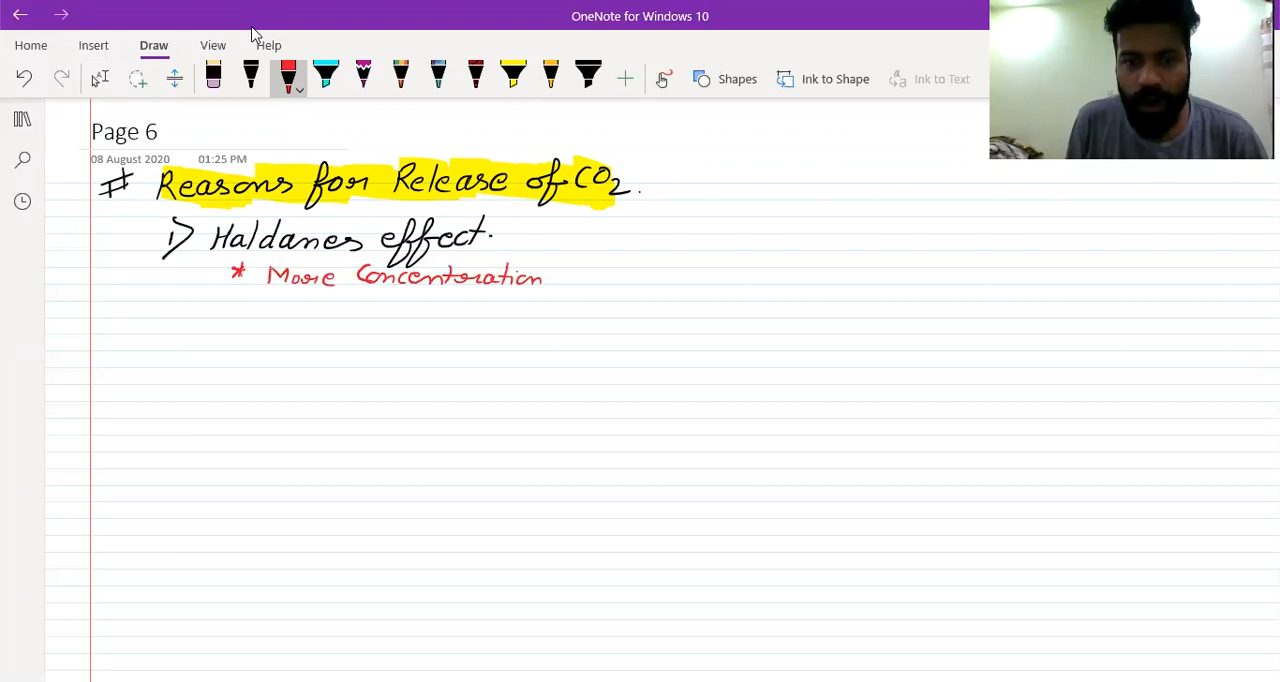 OneNote for Windows 10
Home Insert Draw View Help
Shapes Ink to Shape Ink to Text
Page 6
08 August 2020 01:25 PM
# Reasons for Release of CO2.
1) Haldanes effect.
* More Concentration